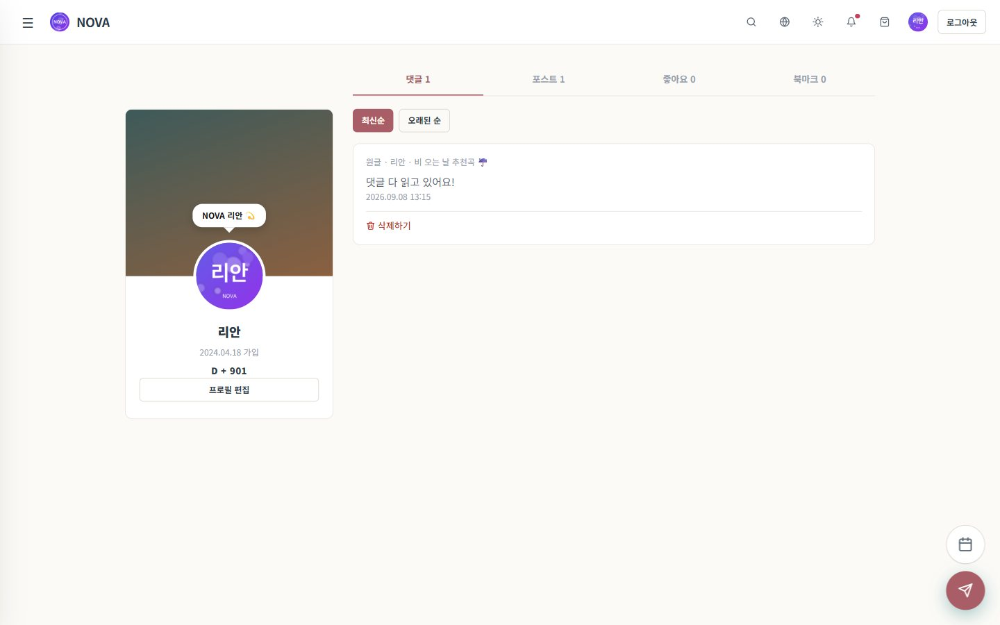 NOVA
NOVA
리안
로그아웃
댓글 1
포스트 1
좋아요 0
북마크 0
최신순
오래된 순
원글 · 리안 · 비 오는 날 추천곡 ☂
댓글 다 읽고 있어요!
2026.09.08 13:15
삭제하기
NOVA 리안 💫
리안
NOVA
리안
2024.04.18 가입
D + 901
프로필 편집